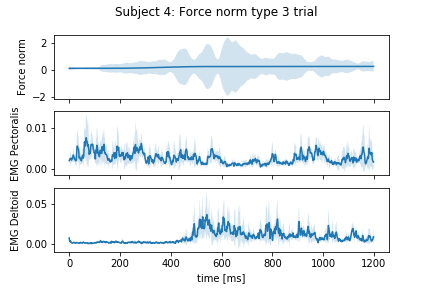 Subject 4: Force norm type 3 trial
Force norm
2
0
−2
EMG Pectoralis
0.01
0.00
EMG Deltoid
0.05
0.00
0 200 400 600 800 1000 1200
time [ms]